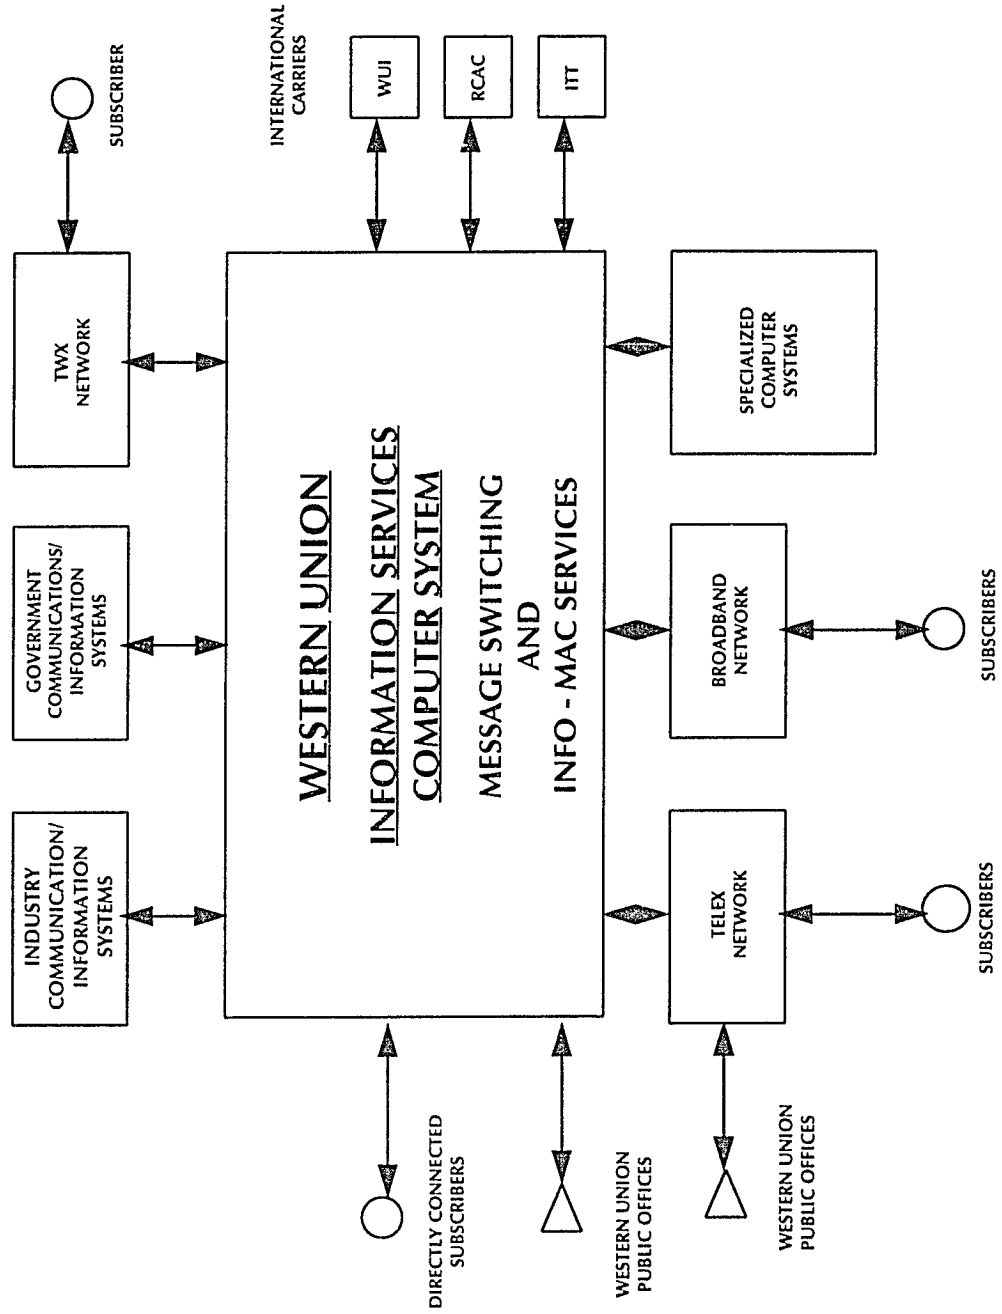 INDUSTRY
COMMUNICATION/
INFORMATION
SYSTEMS
GOVERNMENT
COMMUNICATIONS/
INFORMATION
SYSTEMS
TWX
NETWORK
SUBSCRIBER
DIRECTLY CONNECTED
SUBSCRIBERS
WESTERN UNION
PUBLIC OFFICES
WESTERN UNION
INFORMATION SERVICES
COMPUTER SYSTEM
MESSAGE SWITCHING
AND
INFO - MAC SERVICES
INTERNATIONAL
CARRIERS
WUI
RCAC
ITT
WESTERN UNION
PUBLIC OFFICES
TELEX
NETWORK
BROADBAND
NETWORK
SPECIALIZED
COMPUTER
SYSTEMS
SUBSCRIBERS
SUBSCRIBERS